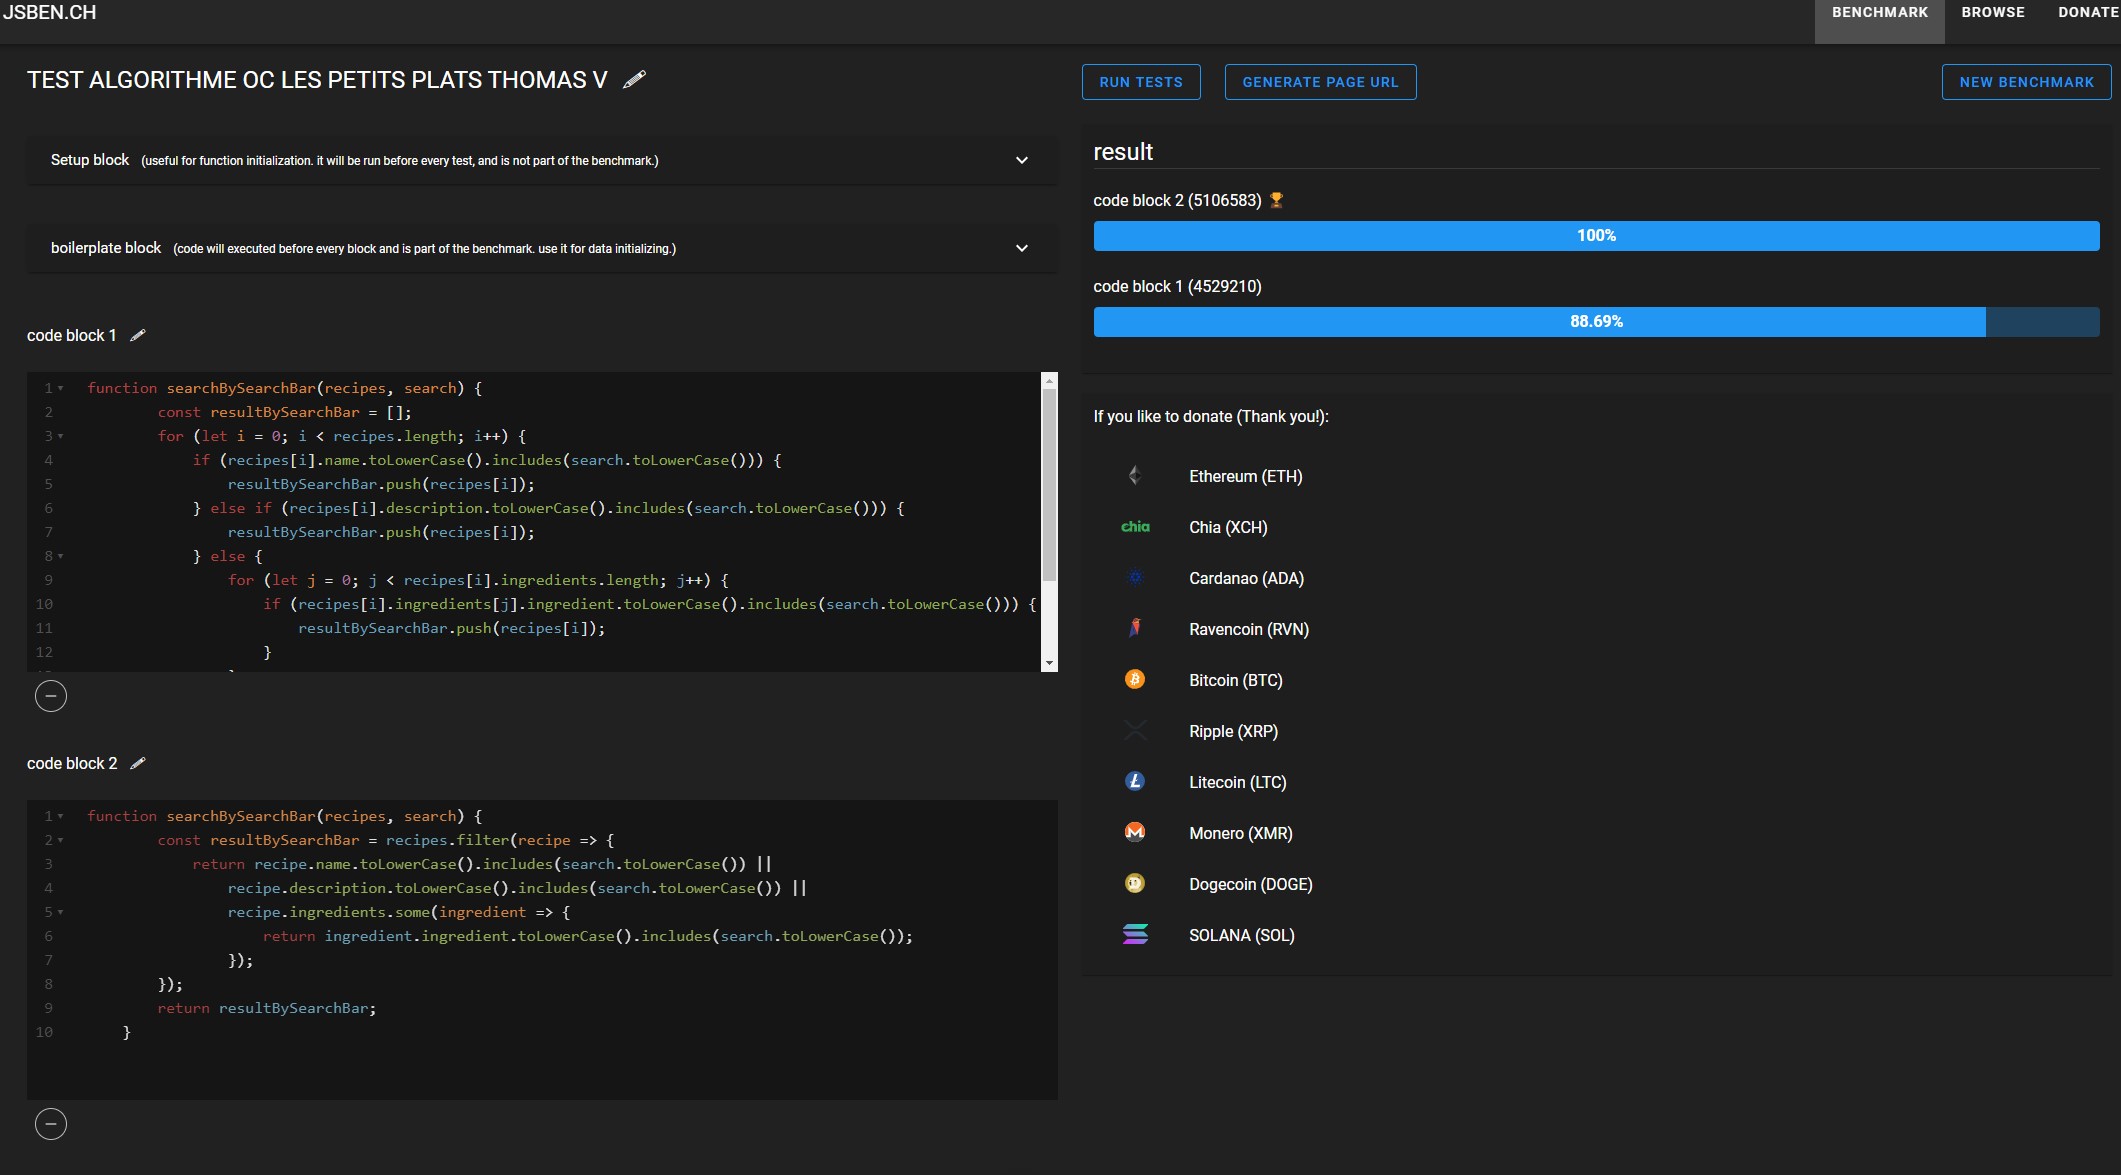 JSBEN.CH
BENCHMARK BROWSE DONATE
TEST ALGORITHME OC LES PETITS PLATS THOMAS V
RUN TESTS GENERATE PAGE URL NEW BENCHMARK
Setup block (useful for function initialization. it will be run before every test, and is not part of the benchmark.)
boilerplate block (code will executed before every block and is part of the benchmark. use it for data initializing.)
code block 1
1 function searchBySearchBar(recipes, search) {
2 const resultBySearchBar = [];
3 for (let i = 0; i < recipes.length; i++) {
4 if (recipes[i].name.toLowerCase().includes(search.toLowerCase())) {
5 resultBySearchBar.push(recipes[i]);
6 } else if (recipes[i].description.toLowerCase().includes(search.toLowerCase())) {
7 resultBySearchBar.push(recipes[i]);
8 } else {
9 for (let j = 0; j < recipes[i].ingredients.length; j++) {
10 if (recipes[i].ingredients[j].ingredient.toLowerCase().includes(search.toLowerCase())) {
11 resultBySearchBar.push(recipes[i]);
12 }
code block 2
1 function searchBySearchBar(recipes, search) {
2 const resultBySearchBar = recipes.filter(recipe => {
3 return recipe.name.toLowerCase().includes(search.toLowerCase()) ||
4 recipe.description.toLowerCase().includes(search.toLowerCase()) ||
5 recipe.ingredients.some(ingredient => {
6 return ingredient.ingredient.toLowerCase().includes(search.toLowerCase());
7 });
8 });
9 return resultBySearchBar;
10 }
result
code block 2 (5106583)
100%
code block 1 (4529210)
88.69%
If you like to donate (Thank you!):
Ethereum (ETH)
chia Chia (XCH)
Cardanao (ADA)
Ravencoin (RVN)
Bitcoin (BTC)
Ripple (XRP)
Litecoin (LTC)
Monero (XMR)
Dogecoin (DOGE)
SOLANA (SOL)